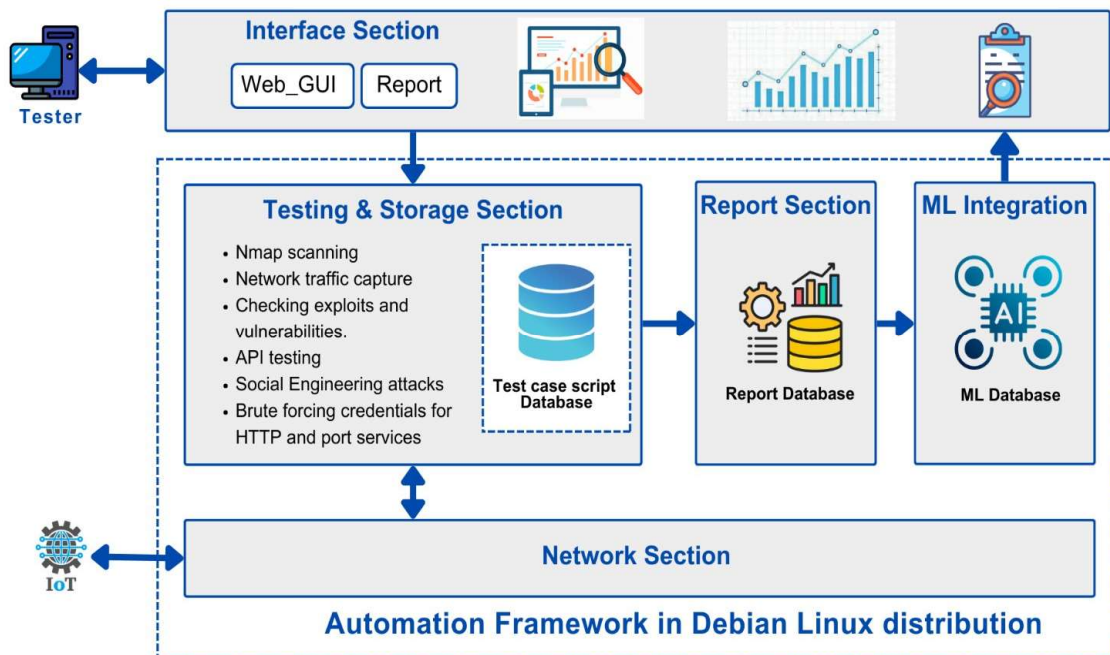 Interface Section
Web_GUI
Report
Tester
Testing & Storage Section
• Nmap scanning
• Network traffic capture
• Checking exploits and
vulnerabilities.
• API testing
• Social Engineering attacks
• Brute forcing credentials for
HTTP and port services
Test case script
Database
Report Section
Report Database
ML Integration
AI
ML Database
IoT
Network Section
Automation Framework in Debian Linux distribution